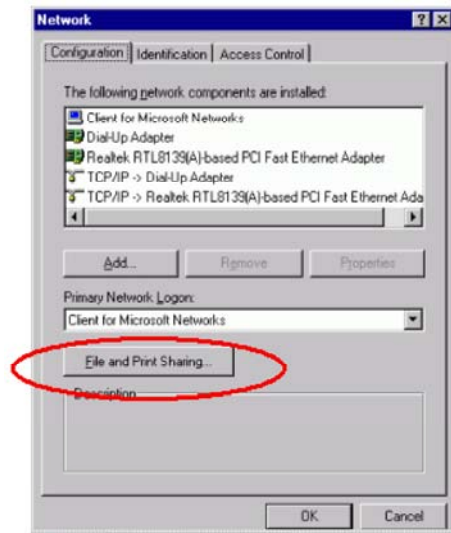 Network
Configuration Identification Access Control
The following network components are installed:
Client for Microsoft Networks
Dial-Up Adapter
Realtek RTL8139(A)-based PCI Fast Ethernet Adapter
TCP/IP -> Dial-Up Adapter
TCP/IP -> Realtek RTL8139(A)-based PCI Fast Ethernet Ada
Add... Remove Properties
Primary Network Logon:
Client for Microsoft Networks
File and Print Sharing...
Description
OK Cancel